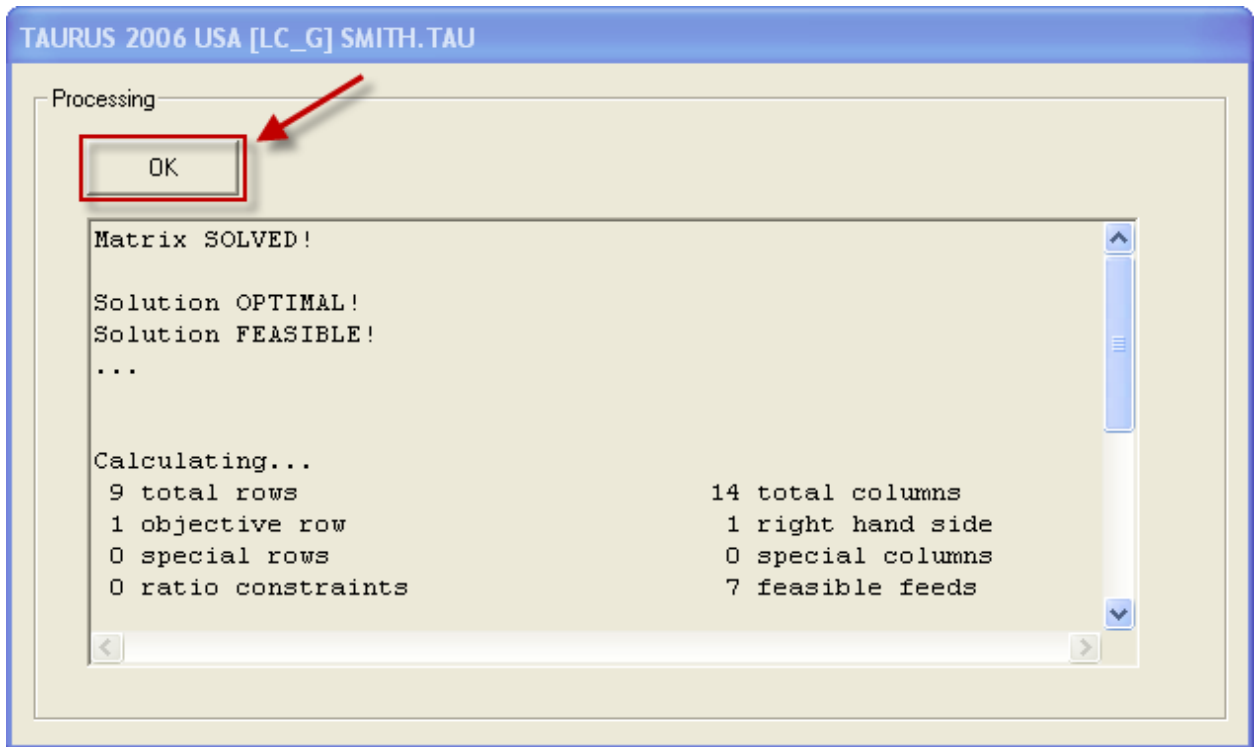 TAURUS 2006 USA [LC_G] SMITH.TAU
Processing
OK
Matrix SOLVED!
Solution OPTIMAL!
Solution FEASIBLE!
...
Calculating...
9 total rows 14 total columns
1 objective row 1 right hand side
0 special rows 0 special columns
0 ratio constraints 7 feasible feeds